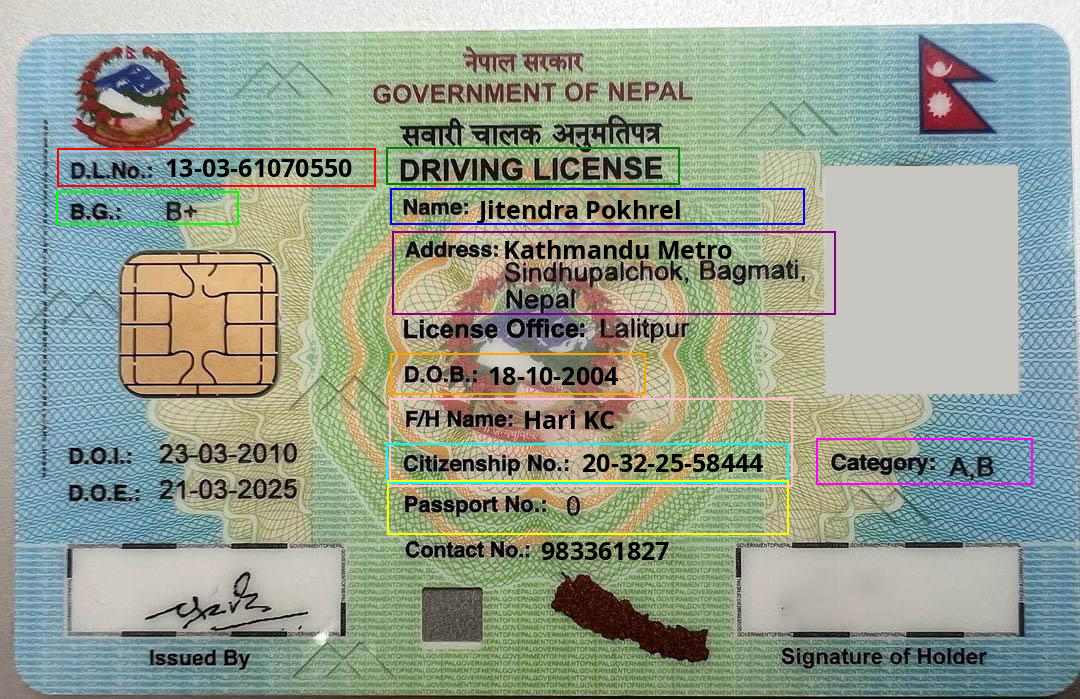 नेपाल सरकार
GOVERNMENT OF NEPAL
सवारी चालक अनुमतिपत्र
DRIVING LICENSE
D.L.No.: 13-03-61070550
B.G.: B+
Name: Jitendra Pokhrel
Address: Kathmandu Metro
Sindhupalchok, Bagmati,
Nepal
License Office: Lalitpur
D.O.B.: 18-10-2004
F/H Name: Hari KC
D.O.I.: 23-03-2010
D.O.E.: 21-03-2025
Citizenship No.: 20-32-25-58444
Category: A,B
Passport No.: 0
Contact No.: 983361827
Issued By
Signature of Holder